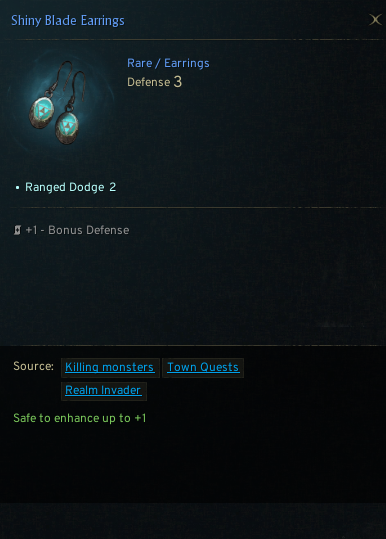 Shiny Blade Earrings
Rare / Earrings
Defense 3
• Ranged Dodge 2
+1 - Bonus Defense
Source: Killing monsters Town Quests
Realm Invader
Safe to enhance up to +1